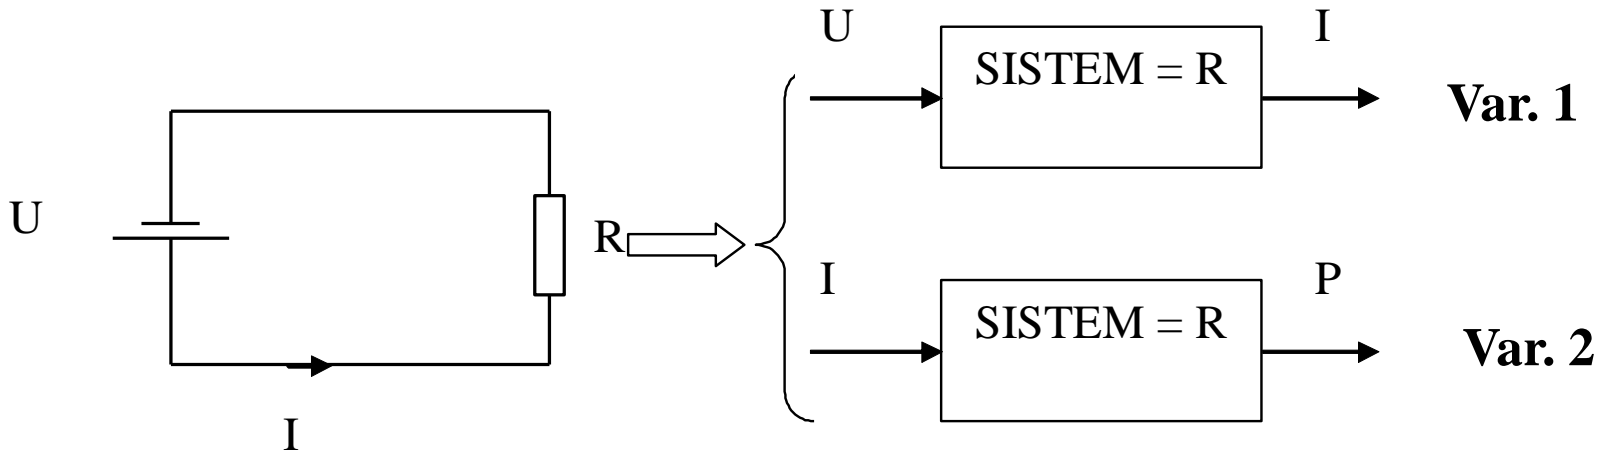 U
R
I
U
SISTEM = R
I
Var. 1
I
SISTEM = R
P
Var. 2